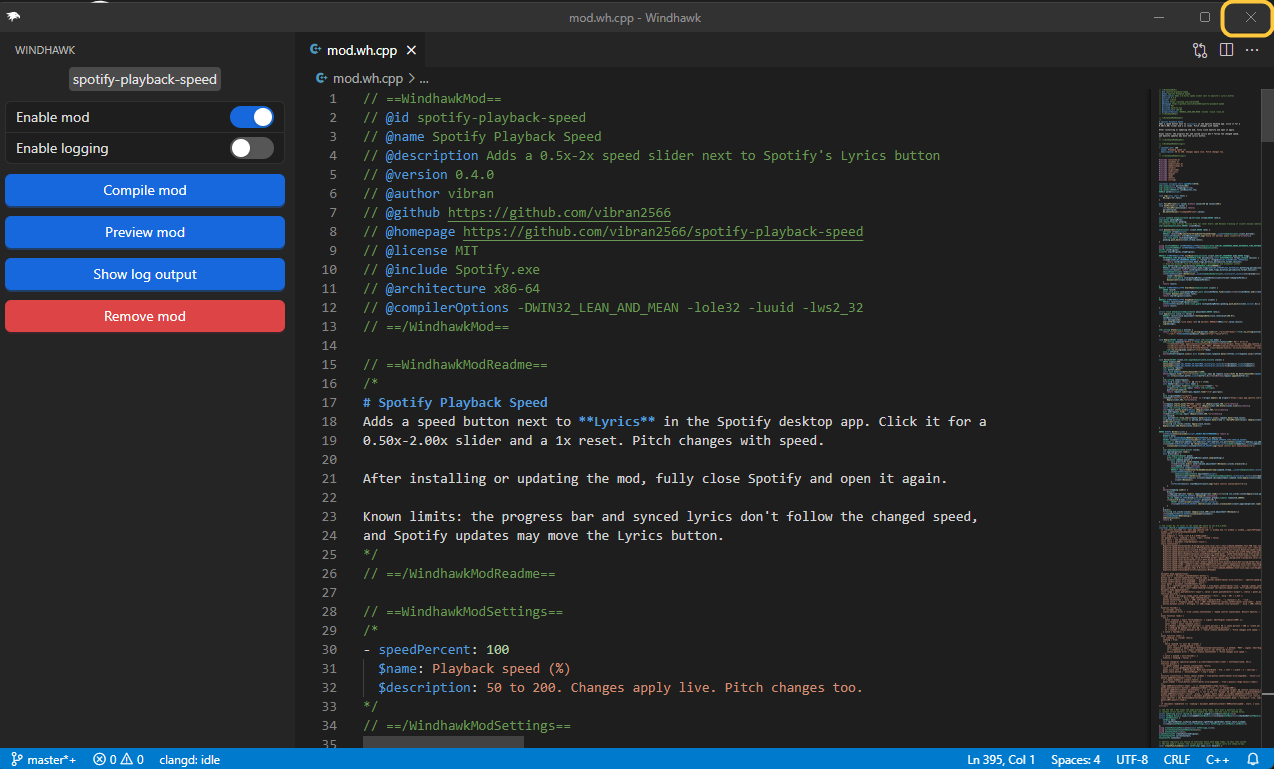 mod.wh.cpp - Windhawk
WINDHAWK
spotify-playback-speed
Enable mod
Enable logging
Compile mod
Preview mod
Show log output
Remove mod
mod.wh.cpp
mod.wh.cpp > ...
1 // ==WindhawkMod==
2 // @id spotify-playback-speed
3 // @name Spotify Playback Speed
4 // @description Adds a 0.5x-2x speed slider next to Spotify's Lyrics button
5 // @version 0.4.0
6 // @author vibran
7 // @github https://github.com/vibran2566
8 // @homepage https://github.com/vibran2566/spotify-playback-speed
9 // @license MIT
10 // @include Spotify.exe
11 // @architecture x86-64
12 // @compilerOptions -DWIN32_LEAN_AND_MEAN -lole32 -luuid -lws2_32
13 // ==/WindhawkMod==
14
15 // ==WindhawkModReadme==
16 /*
17 # Spotify Playback Speed
18 Adds a speed button next to **Lyrics** in the Spotify desktop app. Click it for a
19 0.50x-2.00x slider and a 1x reset. Pitch changes with speed.
20
21 After installing or updating the mod, fully close Spotify and open it again.
22
23 Known limits: the progress bar and synced lyrics don't follow the changed speed,
24 and Spotify updates may move the Lyrics button.
25 */
26 // ==/WindhawkModReadme==
27
28 // ==WindhawkModSettings==
29 /*
30 - speedPercent: 100
31 $name: Playback speed (%)
32 $description: 50 to 200. Changes apply live. Pitch changes too.
33 */
34 // ==/WindhawkModSettings==
35
master*+
0 0
clangd: idle
Ln 395, Col 1
Spaces: 4
UTF-8
CRLF
C++